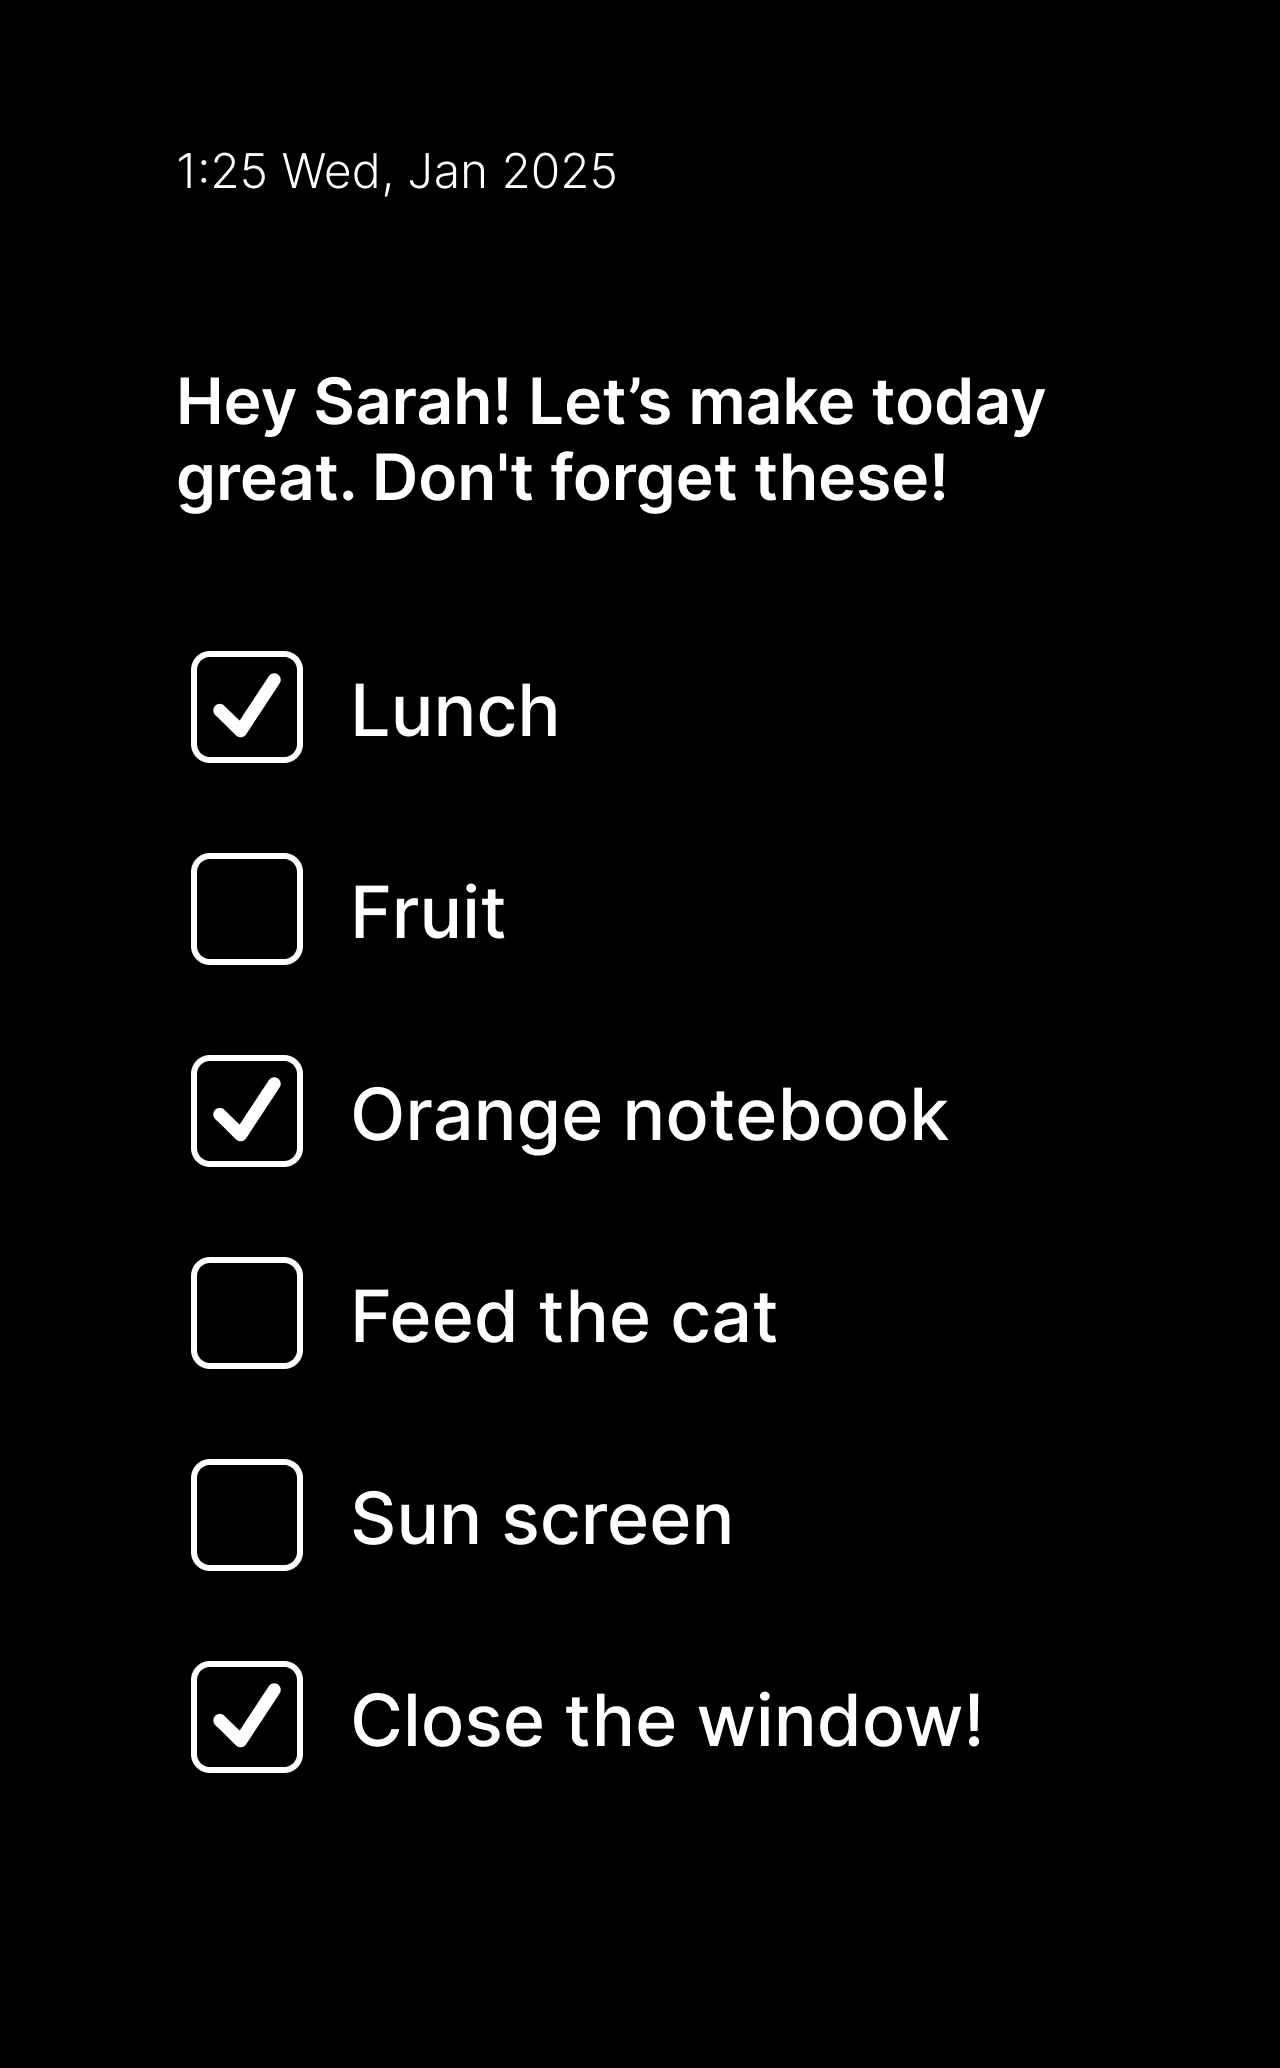 1:25 Wed, Jan 2025
Hey Sarah! Let’s make today
great. Don't forget these!
Lunch
Fruit
Orange notebook
Feed the cat
Sun screen
Close the window!